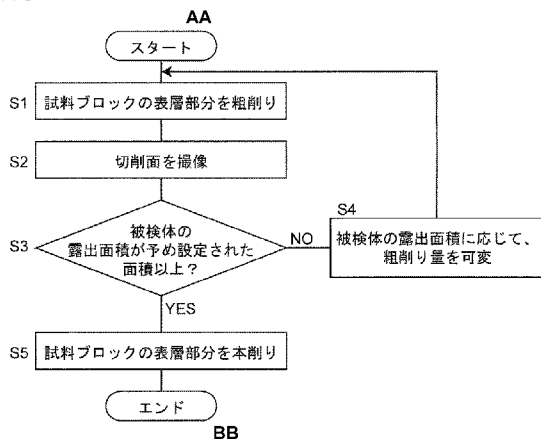 AA
スタート
S1 試料ブロックの表層部分を粗削り
S2 切削面を撮像
S3 被検体の
露出面積が予め設定された
面積以上？
NO
YES
S4
被検体の露出面積に応じて、
粗削り量を可変
S5 試料ブロックの表層部分を本削り
エンド
BB